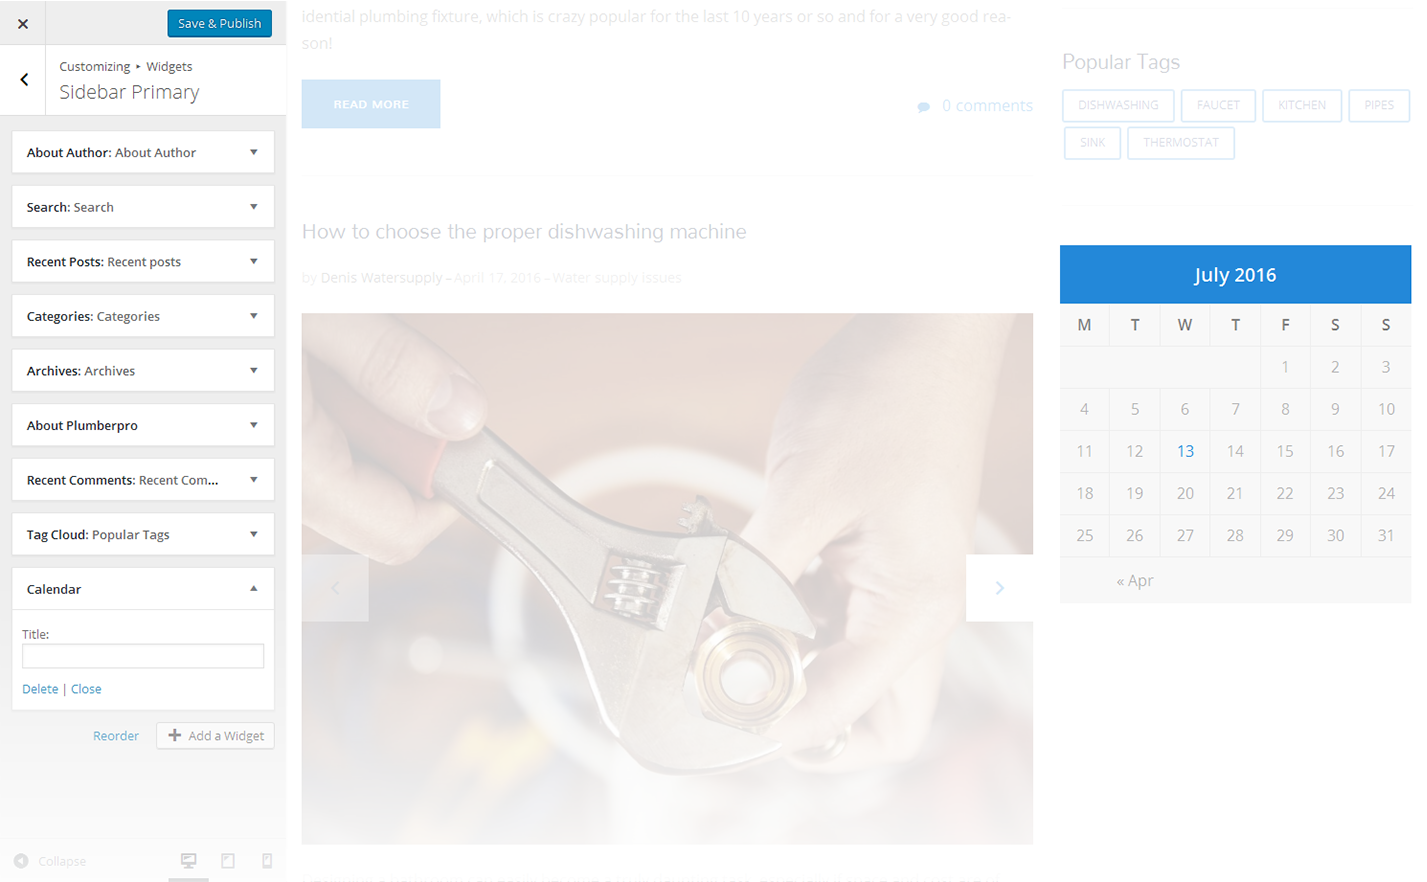 Save & Publish
Customizing ▸ Widgets
Sidebar Primary
About Author: About Author
Search: Search
Recent Posts: Recent posts
Categories: Categories
Archives: Archives
About Plumberpro
Recent Comments: Recent Com...
Tag Cloud: Popular Tags
Calendar
Title:
Delete | Close
Reorder
Add a Widget
Collapse
idential plumbing fixture, which is crazy popular for the last 10 years or so and for a very good rea-
son!
READ MORE
0 comments
How to choose the proper dishwashing machine
by Denis Watersupply – April 17, 2016 – Water supply issues
Popular Tags
DISHWASHING FAUCET KITCHEN PIPES
SINK THERMOSTAT
July 2016
M T W T F S S
1 2 3
4 5 6 7 8 9 10
11 12 13 14 15 16 17
18 19 20 21 22 23 24
25 26 27 28 29 30 31
« Apr